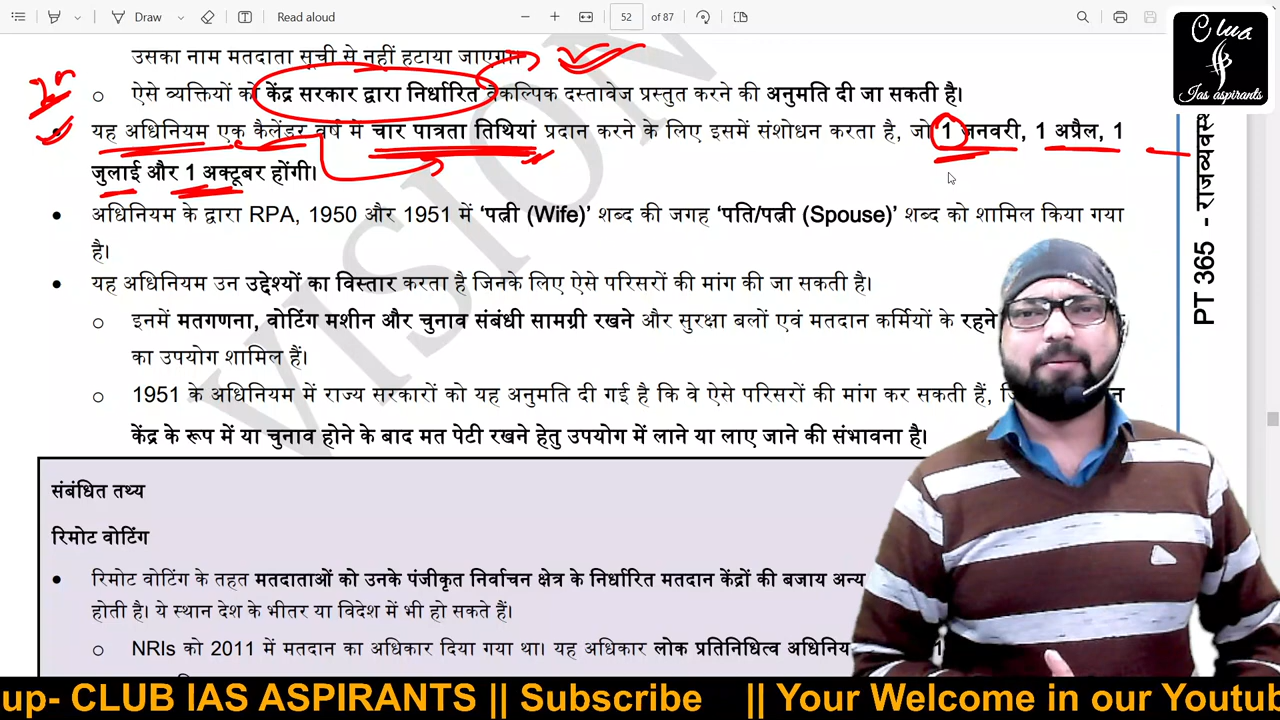 Draw
Read aloud
52 of 87
Club
Ias aspirants
उसका नाम मतदाता सूची से नहीं हटाया जाएगा।
ऐसे व्यक्तियों को केंद्र सरकार द्वारा निर्धारित वैकल्पिक दस्तावेज प्रस्तुत करने की अनुमति दी जा सकती है।
यह अधिनियम एक कैलेंडर वर्ष में चार पात्रता तिथियां प्रदान करने के लिए इसमें संशोधन करता है, जो 1 जनवरी, 1 अप्रैल, 1
जुलाई और 1 अक्टूबर होंगी।
अधिनियम के द्वारा RPA, 1950 और 1951 में ‘पत्नी (Wife)’ शब्द की जगह ‘पति/पत्नी (Spouse)’ शब्द को शामिल किया गया
है।
यह अधिनियम उन उद्देश्यों का विस्तार करता है जिनके लिए ऐसे परिसरों की मांग की जा सकती है।
इनमें मतगणना, वोटिंग मशीन और चुनाव संबंधी सामग्री रखने और सुरक्षा बलों एवं मतदान कर्मियों के रहने
का उपयोग शामिल हैं।
1951 के अधिनियम में राज्य सरकारों को यह अनुमति दी गई है कि वे ऐसे परिसरों की मांग कर सकती हैं,
केंद्र के रूप में या चुनाव होने के बाद मत पेटी रखने हेतु उपयोग में लाने या लाए जाने की संभावना है।
संबंधित तथ्य
रिमोट वोटिंग
रिमोट वोटिंग के तहत मतदाताओं को उनके पंजीकृत निर्वाचन क्षेत्र के निर्धारित मतदान केंद्रों की बजाय अन्य
होती है। ये स्थान देश के भीतर या विदेश में भी हो सकते हैं।
NRIs को 2011 में मतदान का अधिकार दिया गया था। यह अधिकार लोक प्रतिनिधित्व
VISION
PT 365 -
up- CLUB IAS ASPIRANTS || Subscribe || Your Welcome in our Youtub